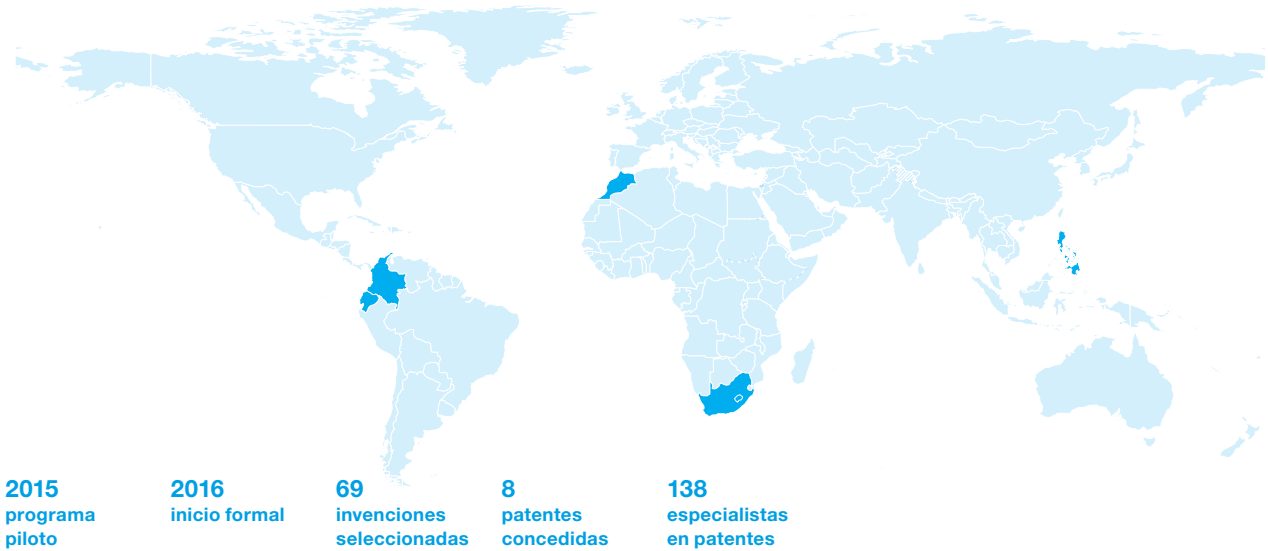 2015
programa
piloto
2016
inicio formal
69
invenciones
seleccionadas
8
patentes
concedidas
138
especialistas
en patentes